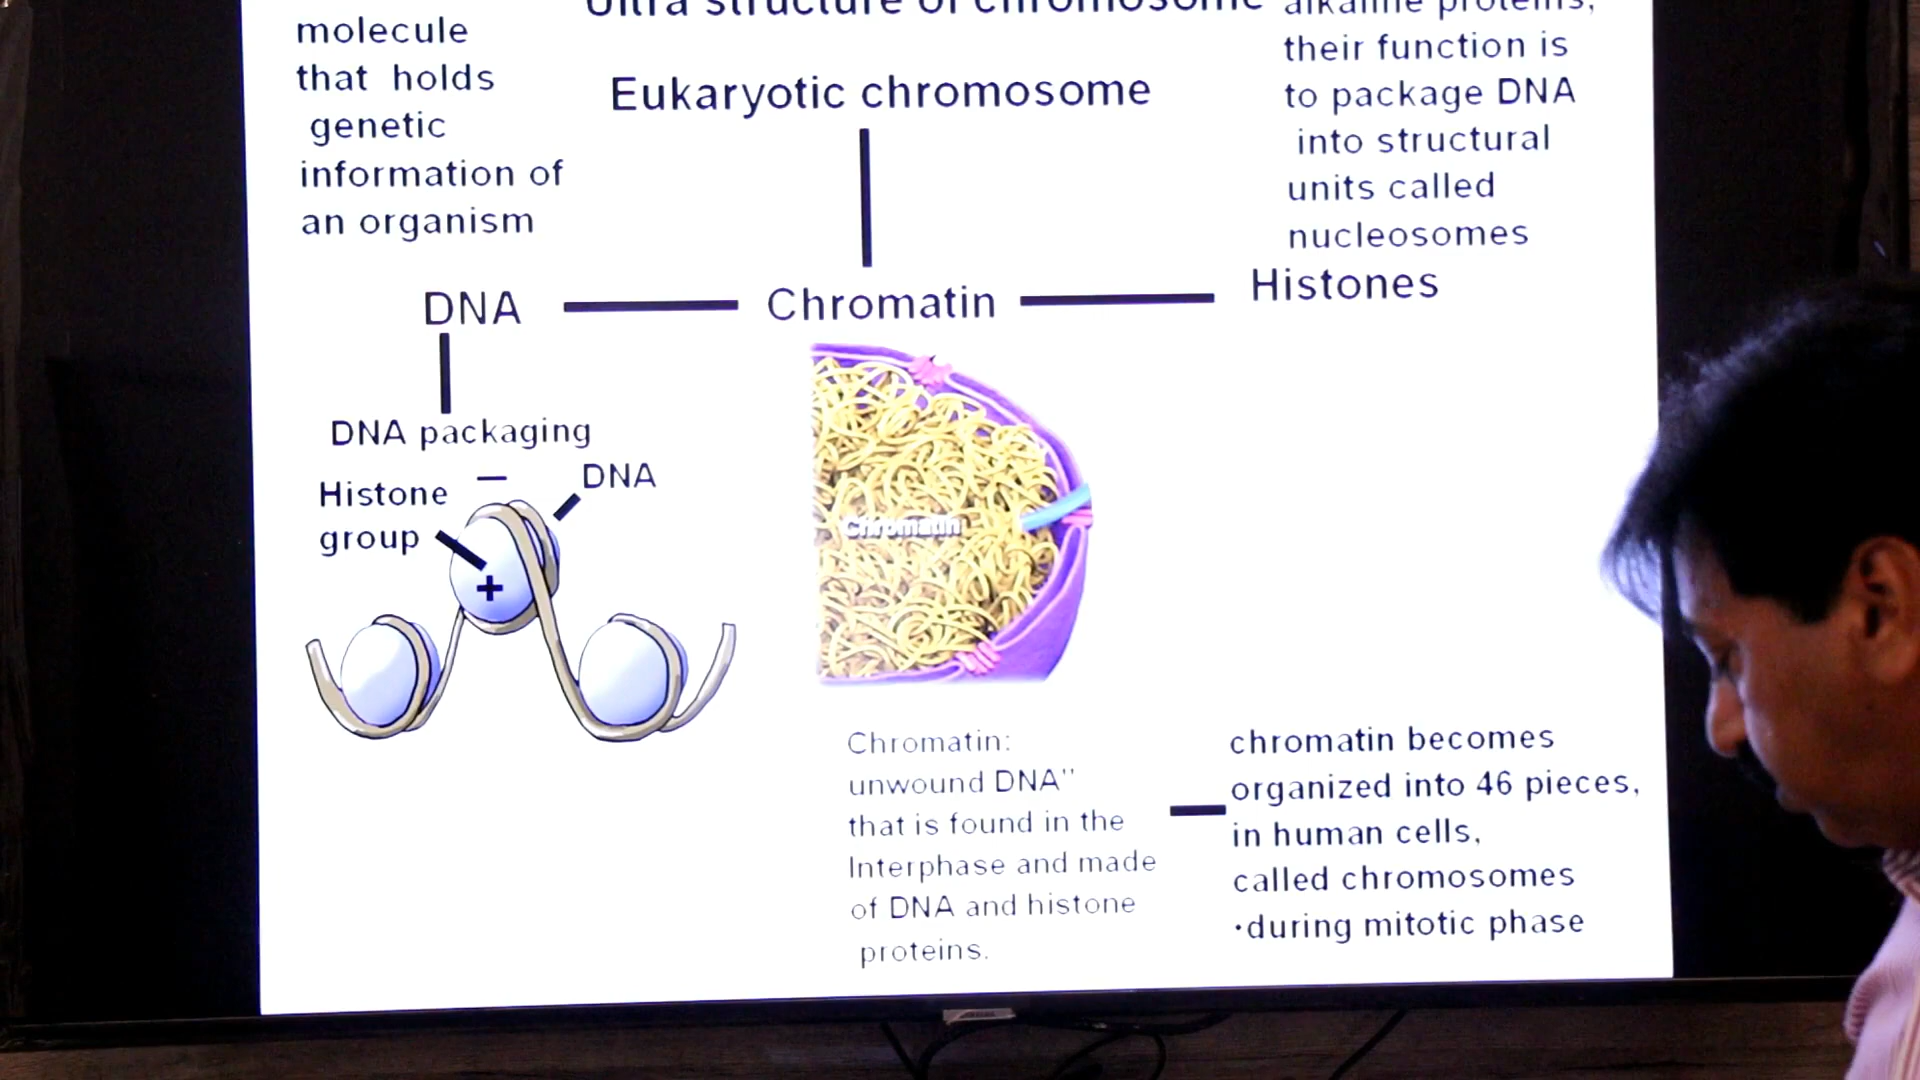 Ultra structure of chromosome
molecule
that holds
genetic
information of
an organism
Eukaryotic chromosome
alkaline proteins,
their function is
to package DNA
into structural
units called
nucleosomes
DNA
Chromatin
Histones
DNA packaging
Histone
group
–
DNA
+
Chromatin
Chromatin:
unwound DNA"
that is found in the
Interphase and made
of DNA and histone
proteins.
chromatin becomes
organized into 46 pieces,
in human cells,
called chromosomes
·during mitotic phase